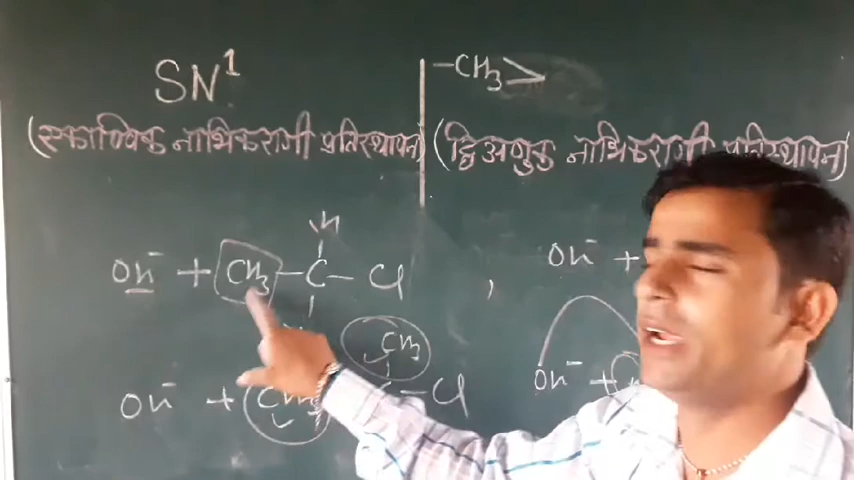 SN¹
–CH₃ >
(एकाण्विक नाभिकरागी प्रतिस्थापन)
(द्विअणुक नाभिकरागी प्रतिस्थापन)
H
OH⁻ + CH₃ – C – Cl ,
OH⁻ +
CH₃
OH⁻ + CH₃ – Cl
OH⁻ +